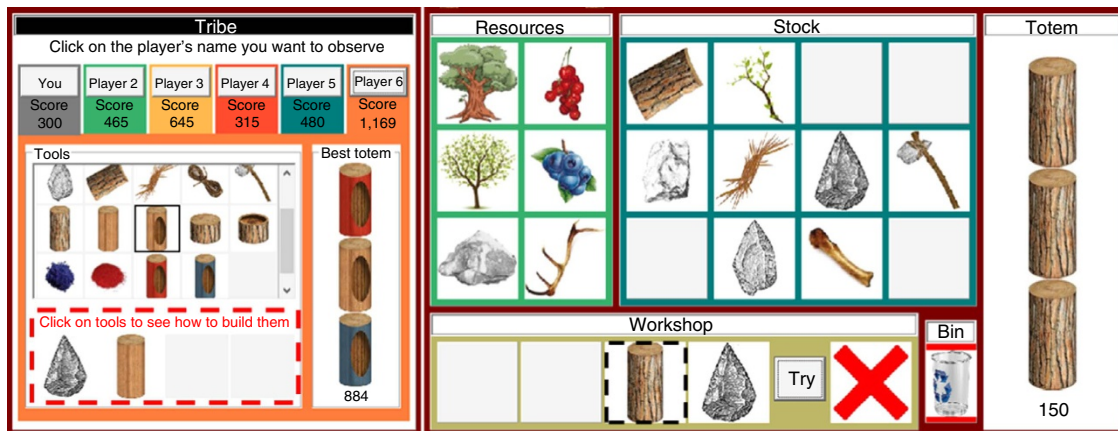 Tribe
Click on the player's name you want to observe
You
Player 2
Player 3
Player 4
Player 5
Player 6
Score
Score
Score
Score
Score
Score
300
465
645
315
480
1,169
Tools
Best totem
Click on tools to see how to build them
884
Resources
Stock
Workshop
Try
Bin
Totem
150